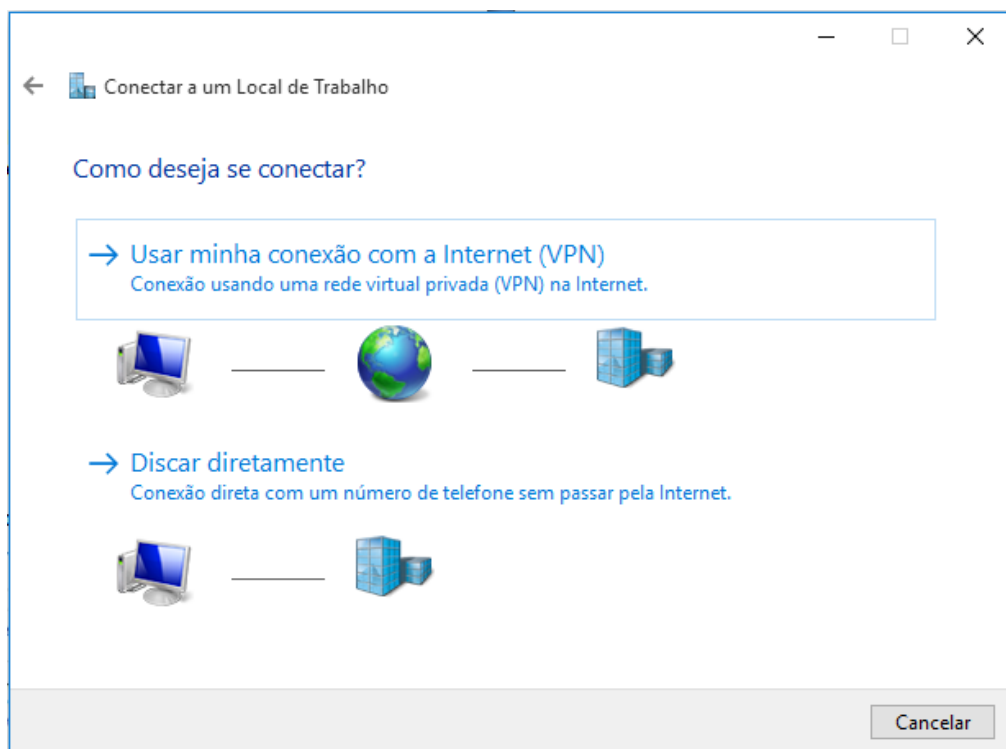 Conectar a um Local de Trabalho
Como deseja se conectar?
Usar minha conexão com a Internet (VPN)
Conexão usando uma rede virtual privada (VPN) na Internet.
Discar diretamente
Conexão direta com um número de telefone sem passar pela Internet.
Cancelar